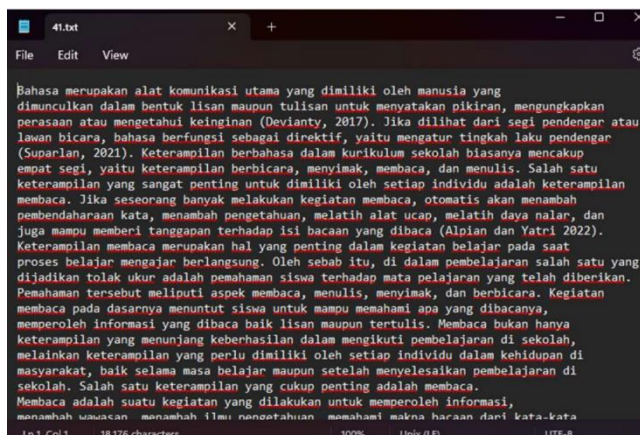 41.txt
File Edit View
Bahasa merupakan alat komunikasi utama yang dimiliki oleh manusia yang
dimunculkan dalam bentuk lisan maupun tulisan untuk menyatakan pikiran, mengungkapkan
perasaan atau mengetahui keinginan (Devianty, 2017). Jika dilihat dari segi pendengar atau
lawan bicara, bahasa berfungsi sebagai direktif, yaitu mengatur tingkah laku pendengar
(Suparlan, 2021). Keterampilan berbahasa dalam kurikulum sekolah biasanya mencakup
empat segi, yaitu keterampilan berbicara, menyimak, membaca, dan menulis. Salah satu
keterampilan yang sangat penting untuk dimiliki oleh setiap individu adalah keterampilan
membaca. Jika seseorang banyak melakukan kegiatan membaca, otomatis akan menambah
pembendaharaan kata, menambah pengetahuan, melatih alat ucap, melatih daya nalar, dan
juga mampu memberi tanggapan terhadap isi bacaan yang dibaca (Alpian dan Yatri 2022).
Keterampilan membaca merupakan hal yang penting dalam kegiatan belajar pada saat
proses belajar mengajar berlangsung. Oleh sebab itu, di dalam pembelajaran salah satu yang
dijadikan tolak ukur adalah pemahaman siswa terhadap mata pelajaran yang telah diberikan.
Pemahaman tersebut meliputi aspek membaca, menulis, menyimak, dan berbicara. Kegiatan
membaca pada dasarnya menuntut siswa untuk mampu memahami apa yang dibacanya,
memperoleh informasi yang dibaca baik lisan maupun tertulis. Membaca bukan hanya
keterampilan yang menunjang keberhasilan dalam mengikuti pembelajaran di sekolah,
melainkan keterampilan yang perlu dimiliki oleh setiap individu dalam kehidupan di
masyarakat, baik selama masa belajar maupun setelah menyelesaikan pembelajaran di
sekolah. Salah satu keterampilan yang cukup penting adalah membaca.
Membaca adalah suatu kegiatan yang dilakukan untuk memperoleh informasi,
menambah wawasan, menambah ilmu pengetahuan, memahami makna bacaan dari kata-kata
Ln 1, Col 1 18.176 characters 100% Unix (LF) UTF-8